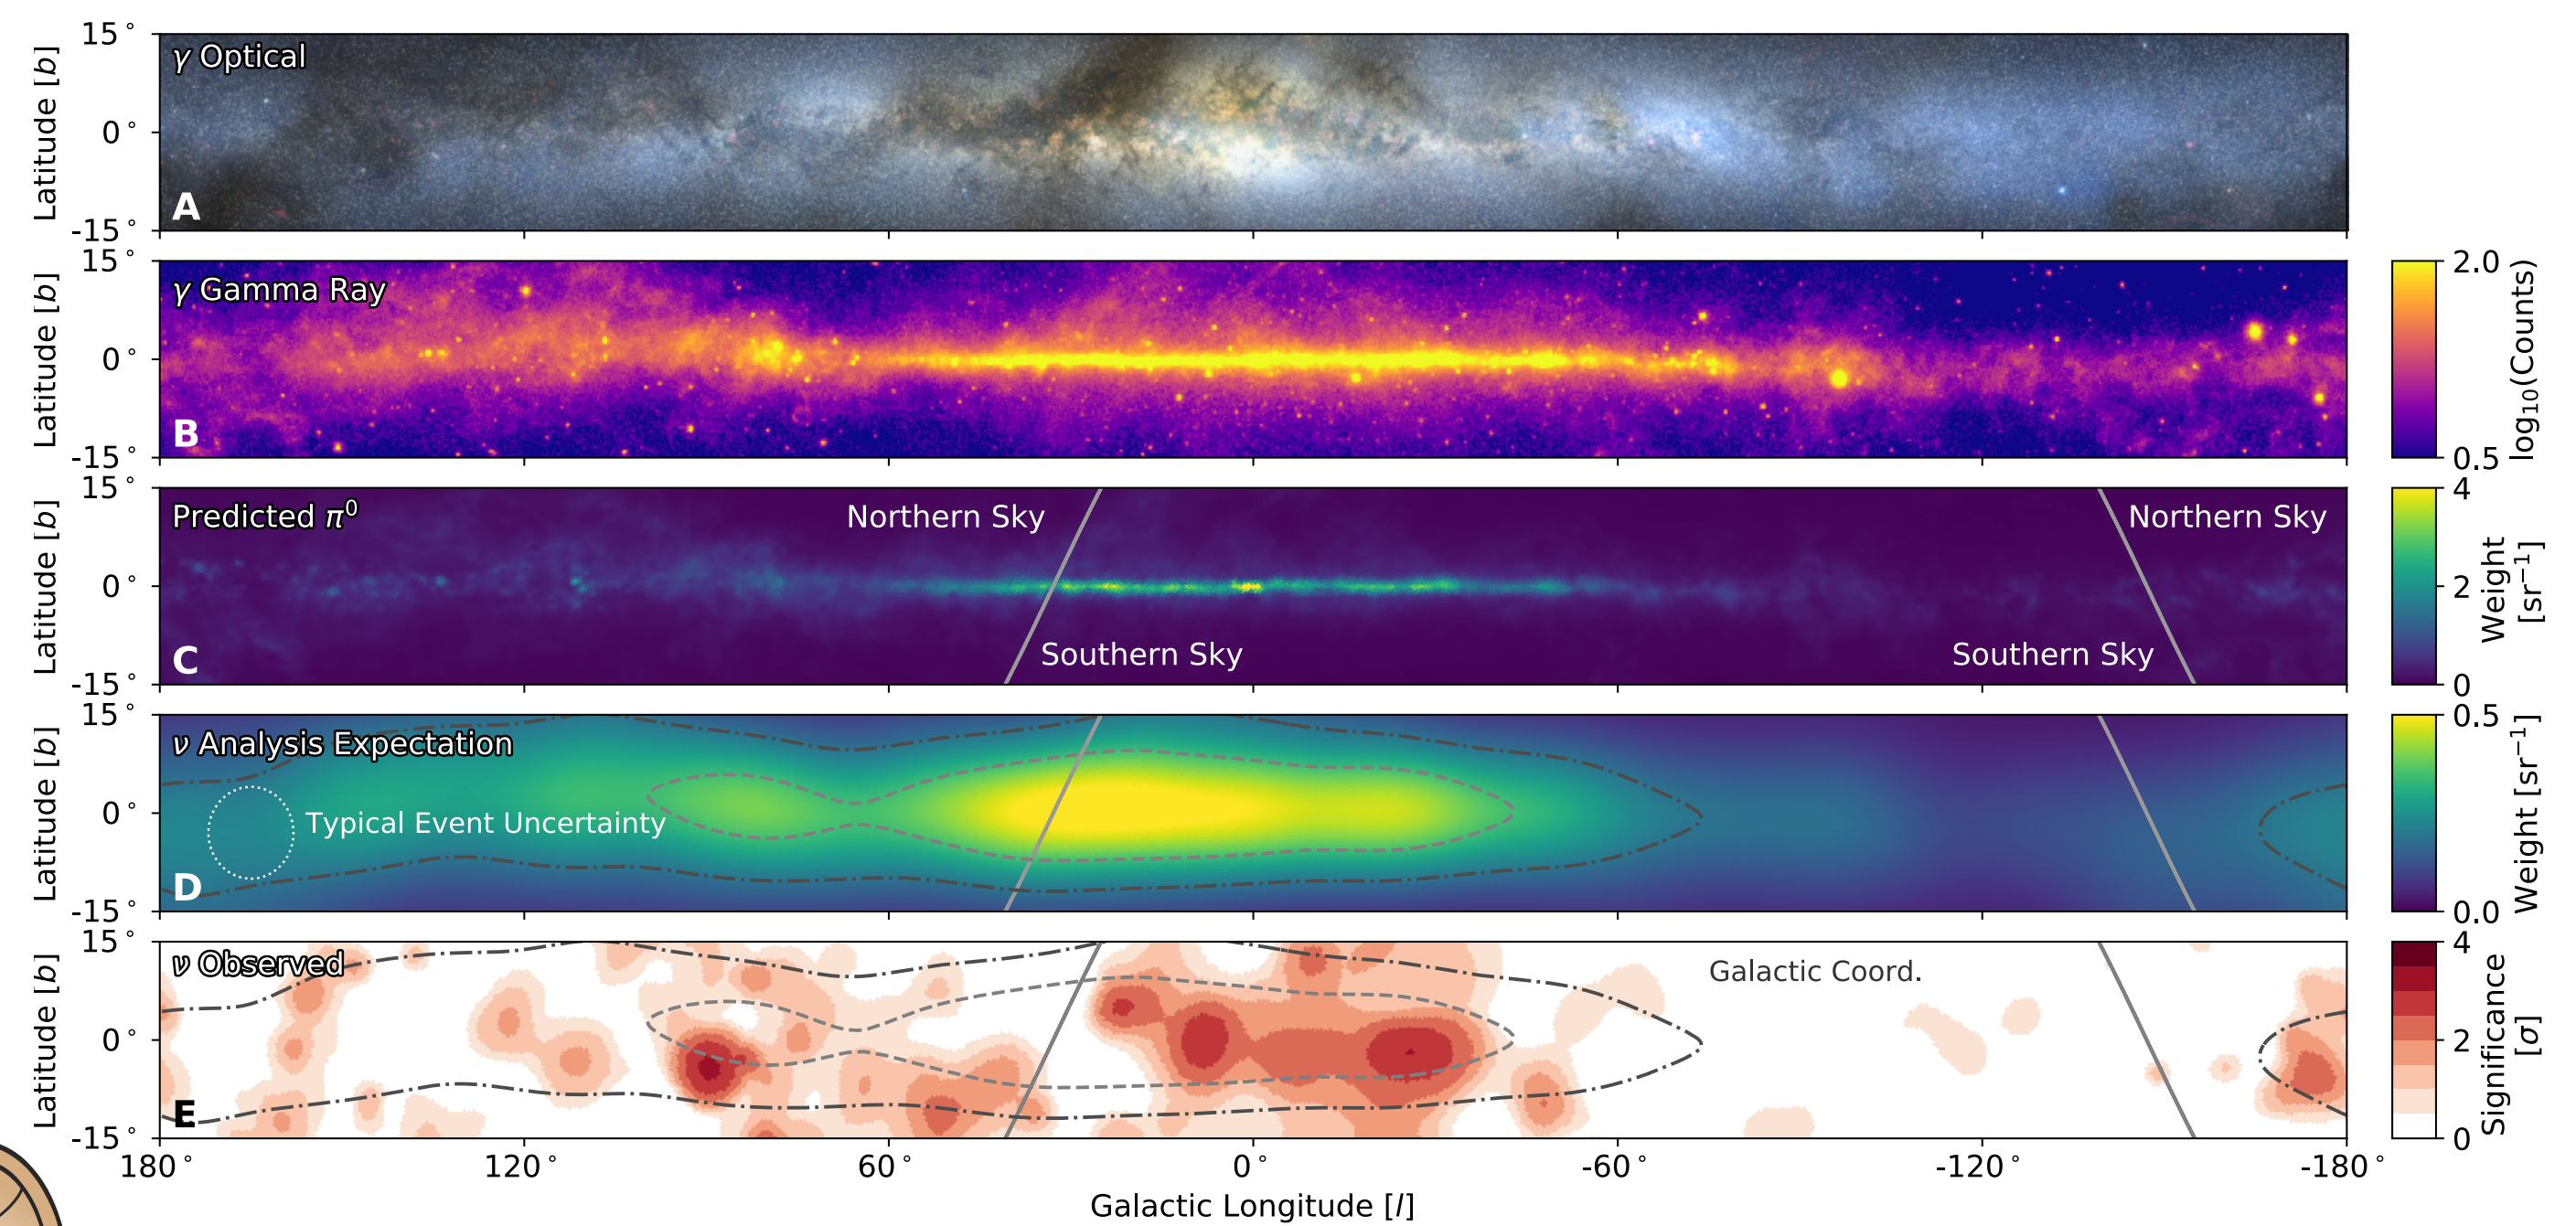 15°
γ Optical
Latitude [b]
0°
A
-15°
15°
γ Gamma Ray
Latitude [b]
0°
B
-15°
2.0
log₁₀(Counts)
0.5
15°
Predicted π⁰
Northern Sky
Northern Sky
Latitude [b]
0°
Southern Sky
Southern Sky
C
-15°
4
2
0
Weight
[sr⁻¹]
15°
ν Analysis Expectation
Latitude [b]
0°
Typical Event Uncertainty
D
-15°
0.5
0.0
Weight [sr⁻¹]
15°
ν Observed
Galactic Coord.
Latitude [b]
0°
E
-15°
4
2
0
Significance
[σ]
180°
120°
60°
0°
-60°
-120°
-180°
Galactic Longitude [l]